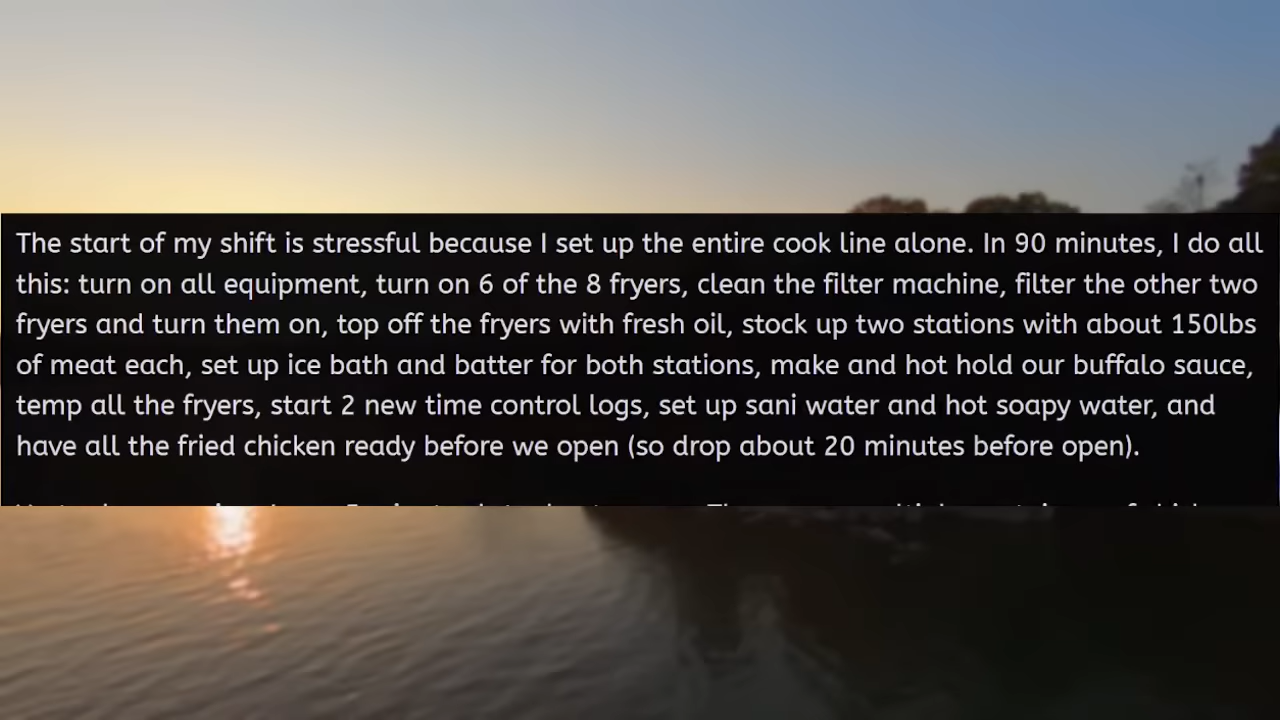 The start of my shift is stressful because I set up the entire cook line alone. In 90 minutes, I do all
this: turn on all equipment, turn on 6 of the 8 fryers, clean the filter machine, filter the other two
fryers and turn them on, top off the fryers with fresh oil, stock up two stations with about 150lbs
of meat each, set up ice bath and batter for both stations, make and hot hold our buffalo sauce,
temp all the fryers, start 2 new time control logs, set up sani water and hot soapy water, and
have all the fried chicken ready before we open (so drop about 20 minutes before open).